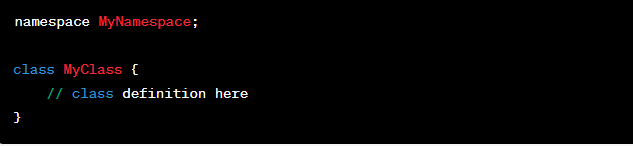 namespace MyNamespace;

class MyClass {
    // class definition here
}